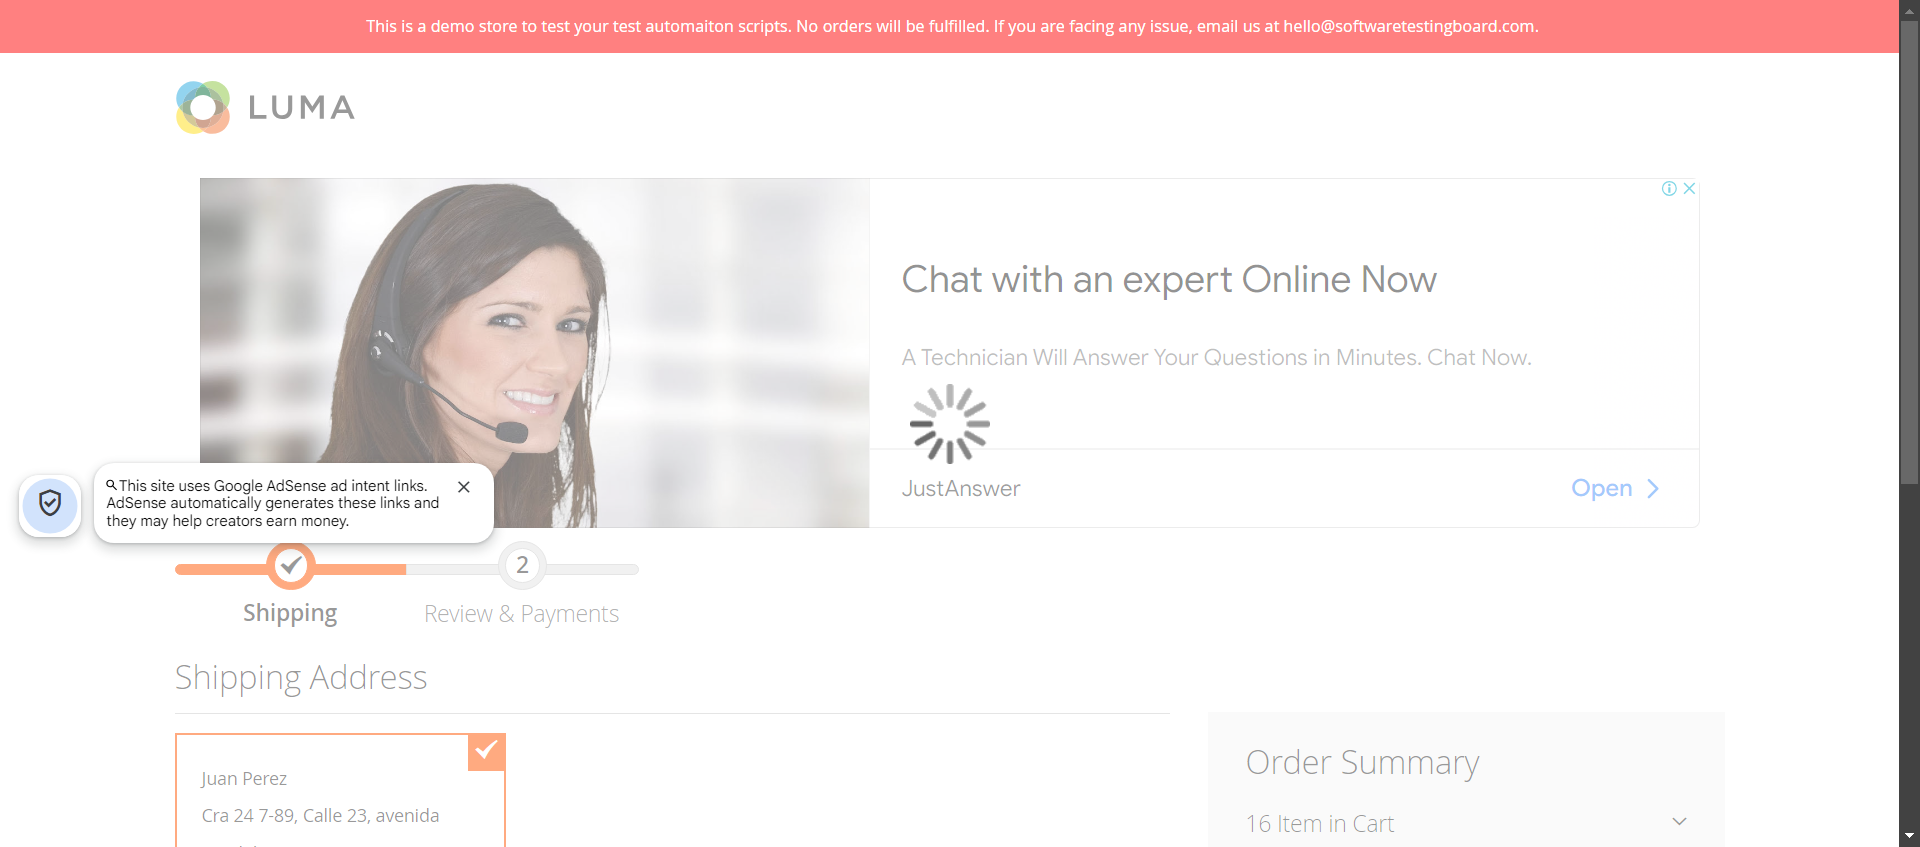 This is a demo store to test your test automaiton scripts. No orders will be fulfilled. If you are facing any issue, email us at hello@softwaretestingboard.com.
LUMA
Chat with an expert Online Now
A Technician Will Answer Your Questions in Minutes. Chat Now.
JustAnswer
Open
This site uses Google AdSense ad intent links.
AdSense automatically generates these links and
they may help creators earn money.
2
Shipping
Review & Payments
Shipping Address
Juan Perez
Cra 24 7-89, Calle 23, avenida
Order Summary
16 Item in Cart